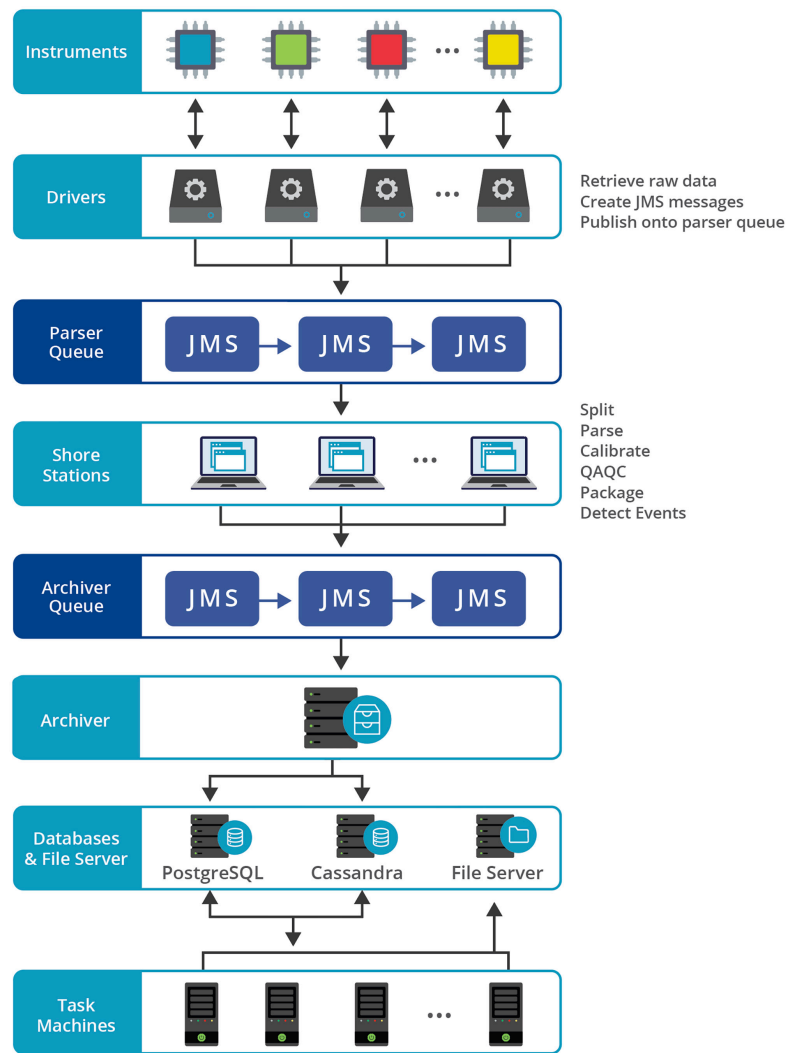 Instruments
...
Drivers
...
Retrieve raw data
Create JMS messages
Publish onto parser queue
Parser
Queue
JMS
JMS
JMS
Shore
Stations
...
Split
Parse
Calibrate
QAQC
Package
Detect Events
Archiver
Queue
JMS
JMS
JMS
Archiver
Databases
& File Server
PostgreSQL
Cassandra
File Server
Task
Machines
...